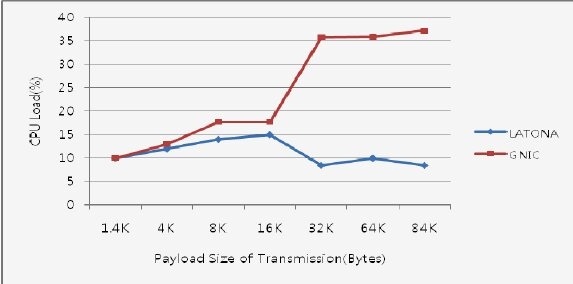 40
35
30
25
20
15
10
5
0
CPU Load(%)
1.4K 4K 8K 16K 32K 64K 84K
Payload Size of Transmission(Bytes)
LATONA
GNIC